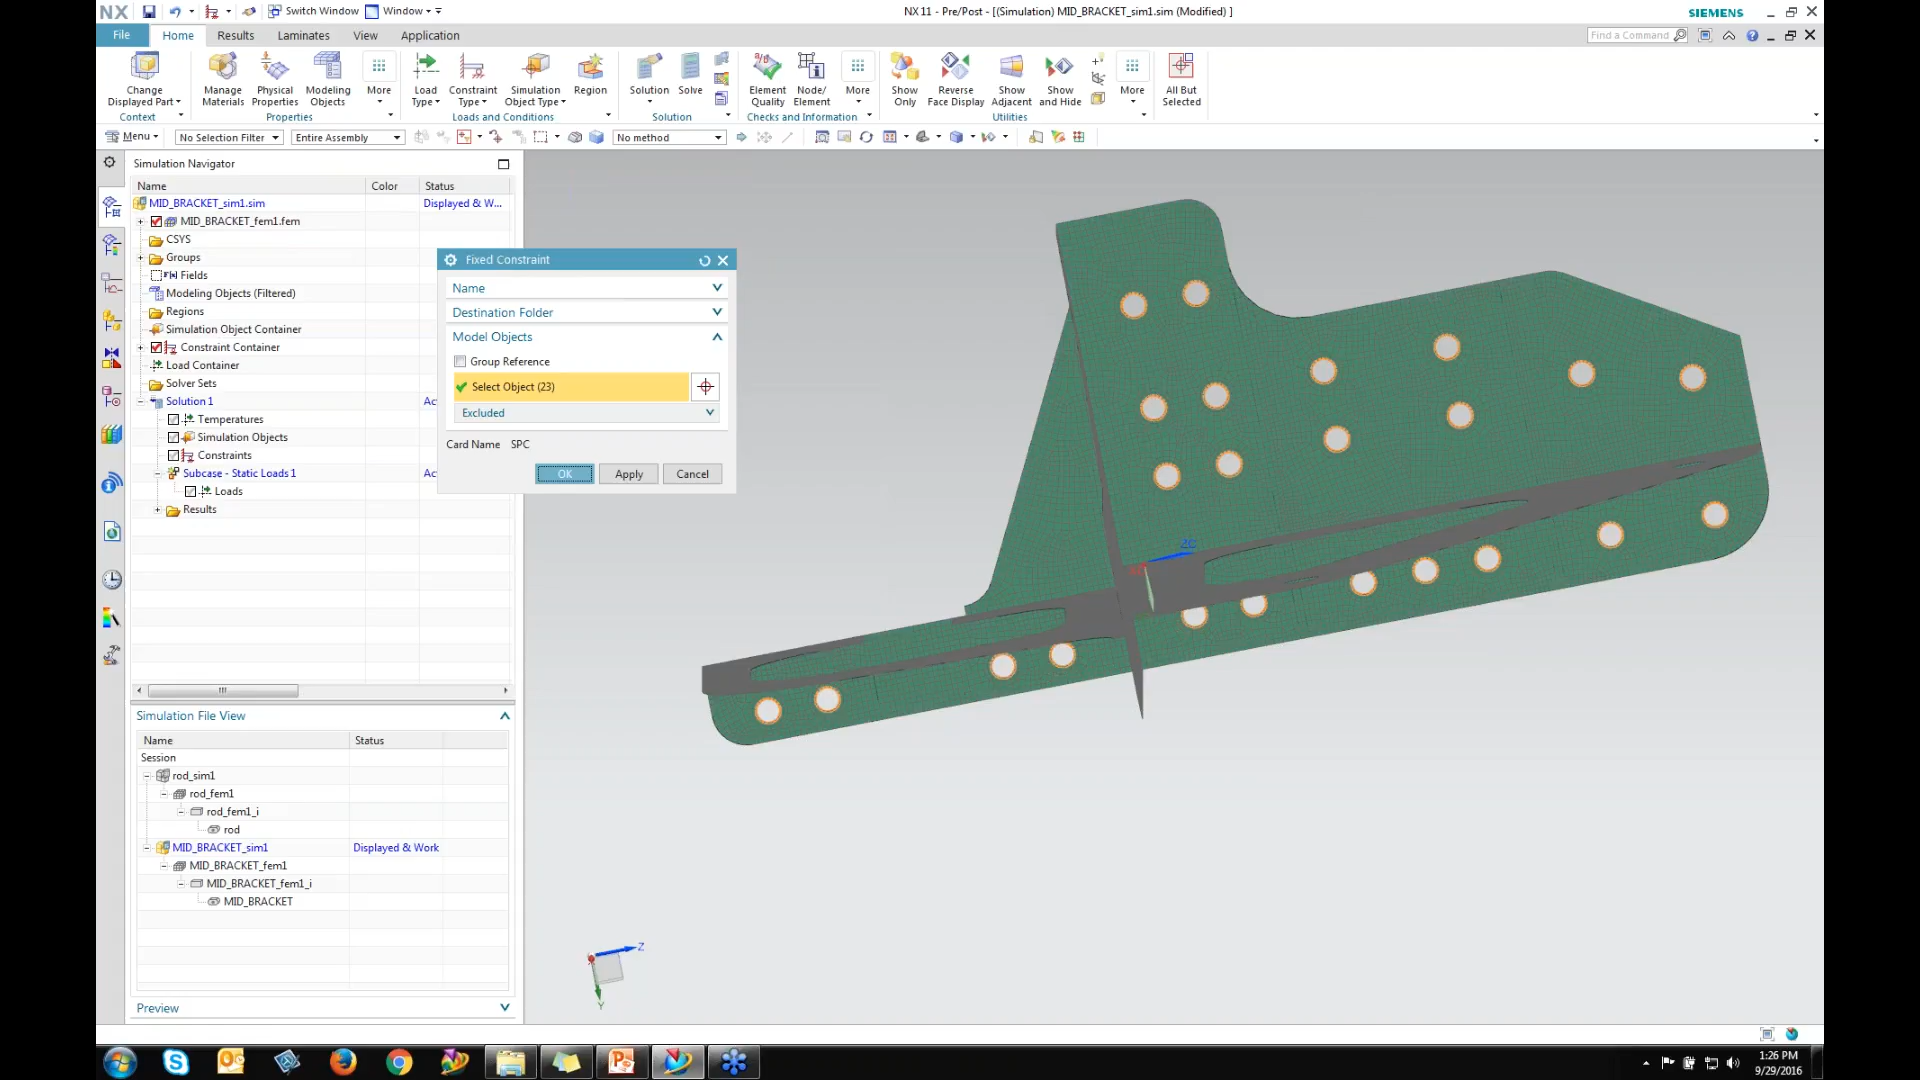 NX Switch Window Window NX 11 - Pre/Post - [(Simulation) MID_BRACKET_sim1.sim (Modified) ] SIEMENS
File Home Results Laminates View Application Find a Command
Change Displayed Part
Manage Materials
Physical Properties
Modeling Objects
More
Load Type
Constraint Type
Simulation Object Type
Region
Solution
Solve
Element Quality
Node/ Element
More
Show Only
Reverse Face Display
Show Adjacent
Show and Hide
More
All But Selected
Context Properties Loads and Conditions Solution Checks and Information Utilities
Menu No Selection Filter Entire Assembly No method
Simulation Navigator
Name Color Status
MID_BRACKET_sim1.sim Displayed & W...
MID_BRACKET_fem1.fem
CSYS
Groups
Fields
Modeling Objects (Filtered)
Regions
Simulation Object Container
Constraint Container
Load Container
Solver Sets
Solution 1 Ac
Temperatures
Simulation Objects
Constraints
Subcase - Static Loads 1 Ac
Loads
Results
Fixed Constraint
Name
Destination Folder
Model Objects
Group Reference
Select Object (23)
Excluded
Card Name SPC
OK Apply Cancel
ZC
Simulation File View
Name Status
Session
rod_sim1
rod_fem1
rod_fem1_i
rod
MID_BRACKET_sim1 Displayed & Work
MID_BRACKET_fem1
MID_BRACKET_fem1_i
MID_BRACKET
Preview
Z
Y
1:26 PM
9/29/2016